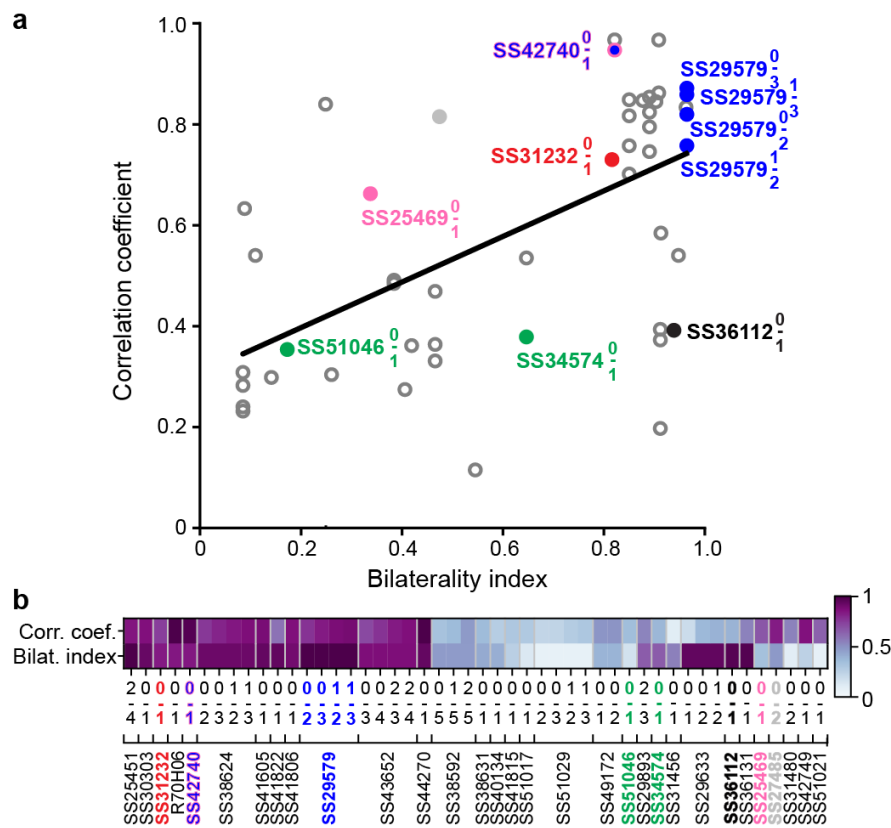 a
1.0
0.8
0.6
0.4
0.2
0
Correlation coefficient
0
0.2
0.4
0.6
0.8
1.0
Bilaterality index
SS42740 0-1
SS29579 0-3
SS29579 1-3
SS29579 0-2
SS29579 1-2
SS31232 0-1
SS25469 0-1
SS51046 0-1
SS34574 0-1
SS36112 0-1
b
Corr. coef.
Bilat. index
1
0.5
0
SS25451
SS30303
SS31232
R70H06
SS42740
SS38624
SS41605
SS41822
SS41806
SS29579
SS43652
SS44270
SS38592
SS38631
SS40134
SS41815
SS51017
SS51029
SS49172
SS51046
SS29893
SS34574
SS31456
SS29633
SS36112
SS36131
SS25469
SS27485
SS31480
SS42749
SS51021